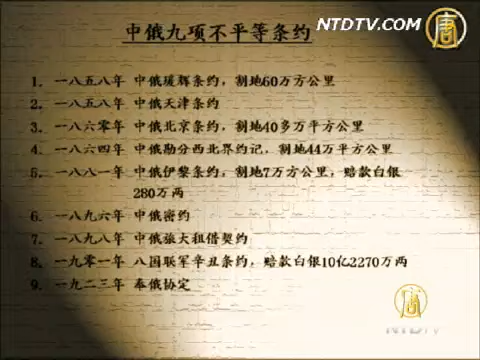 NTDTV.COM
唐
中俄九项不平等条约
1. 一八五八年 中俄瑷辉条约，割地60万方公里
2. 一八五八年 中俄天津条约
3. 一八六零年 中俄北京条约，割地40多万平方公里
4. 一八六四年 中俄勘分西北界约记，割地44万平方公里
5. 一八八一年 中俄伊黎条约，割地7万方公里，赔款白银
280万两
6. 一八九六年 中俄密约
7. 一八九八年 中俄旅大租借契约
8. 一九零一年 八国联军辛丑条约，赔款白银10亿2270万两
9. 一九二三年 奉俄协定
唐
NTDTV